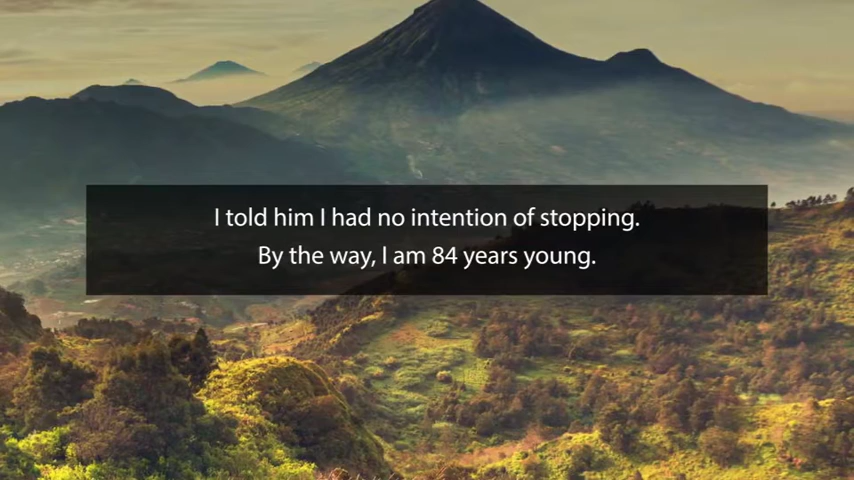 I told him I had no intention of stopping.
By the way, I am 84 years young.